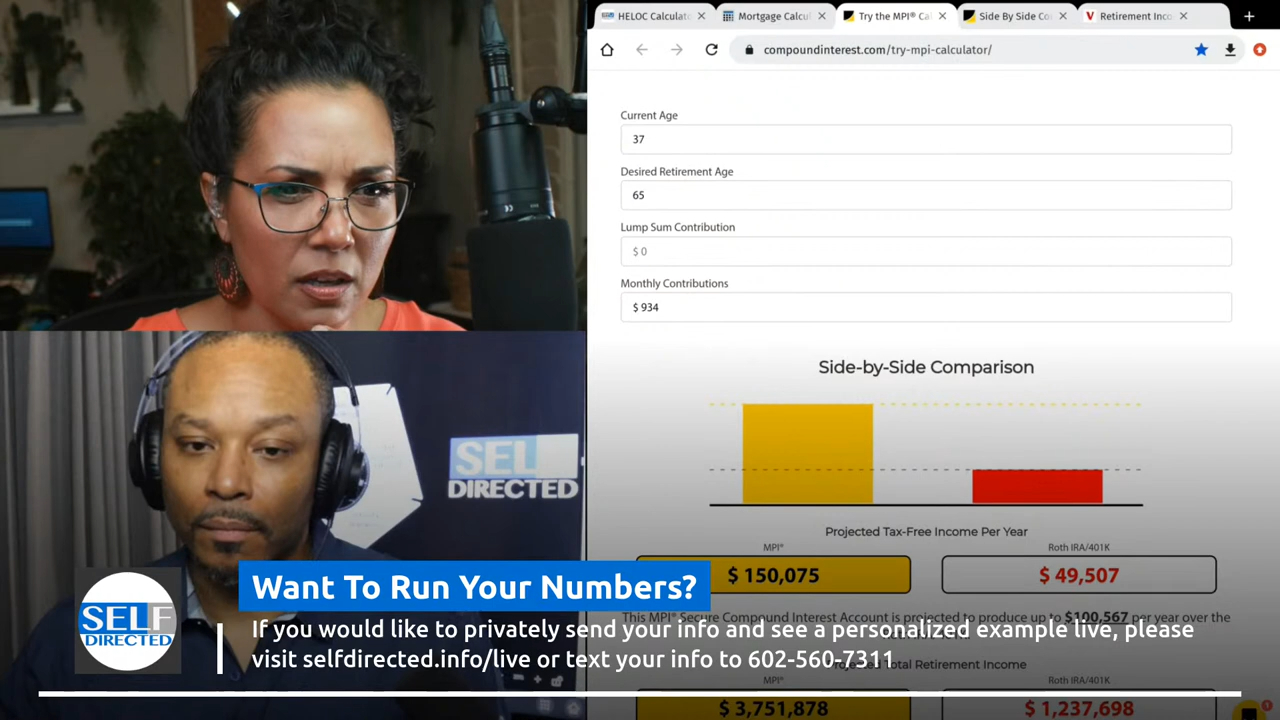 HELOC Calculat
Mortgage Calcu
Try the MPI® Ca
Side By Side Co
Retirement Inco
compoundinterest.com/try-mpi-calculator/
Current Age
37
Desired Retirement Age
65
Lump Sum Contribution
$ 0
Monthly Contributions
$ 934
Side-by-Side Comparison
Projected Tax-Free Income Per Year
MPI®
Roth IRA/401K
$ 150,075
$ 49,507
This MPI® Secure Compound Interest Account is projected to produce up to $100,567 per year over the
Projected Total Retirement Income
MPI®
Roth IRA/401K
$ 3,751,878
$ 1,237,698
SELF
DIRECTED
SELF
DIRECTED
Want To Run Your Numbers?
If you would like to privately send your info and see a personalized example live, please
visit selfdirected.info/live or text your info to 602-560-7311